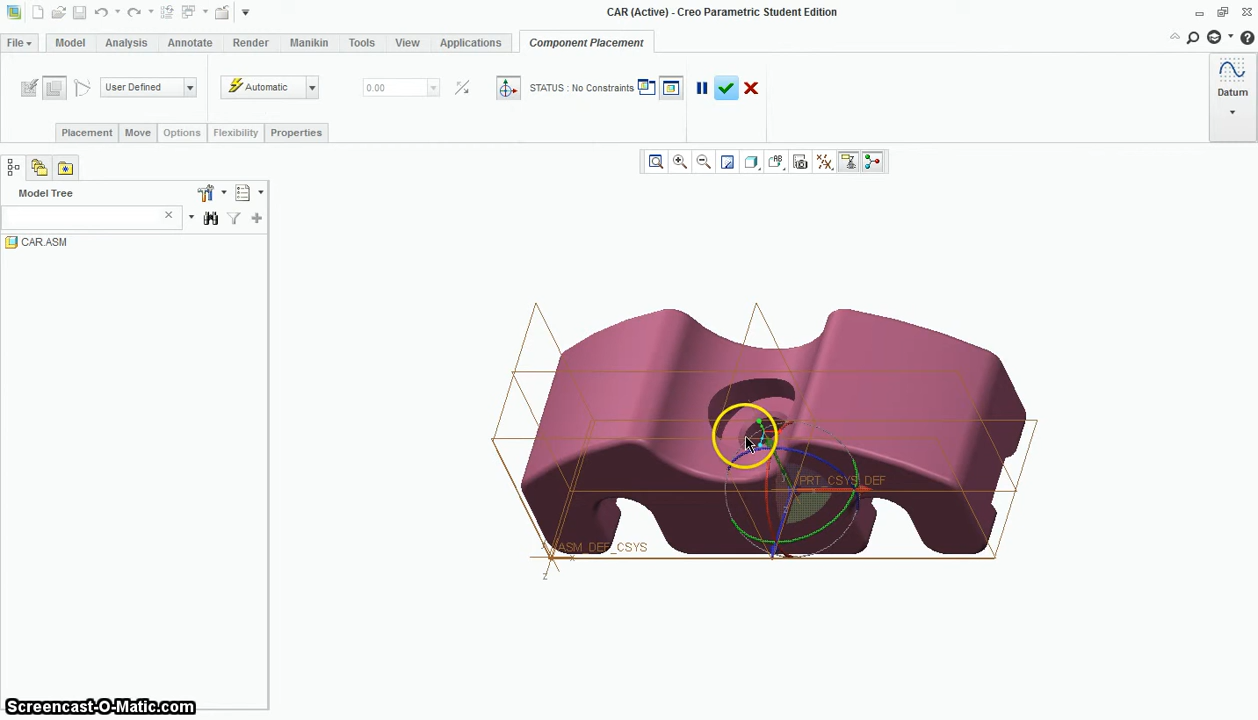 CAR (Active) - Creo Parametric Student Edition
File Model Analysis Annotate Render Manikin Tools View Applications Component Placement
User Defined Automatic 0.00 STATUS : No Constraints
Datum
Placement Move Options Flexibility Properties
Model Tree
CAR.ASM
PRT_CSYS_DEF
ASM_DEF_CSYS
X
Z
Screencast-O-Matic.com